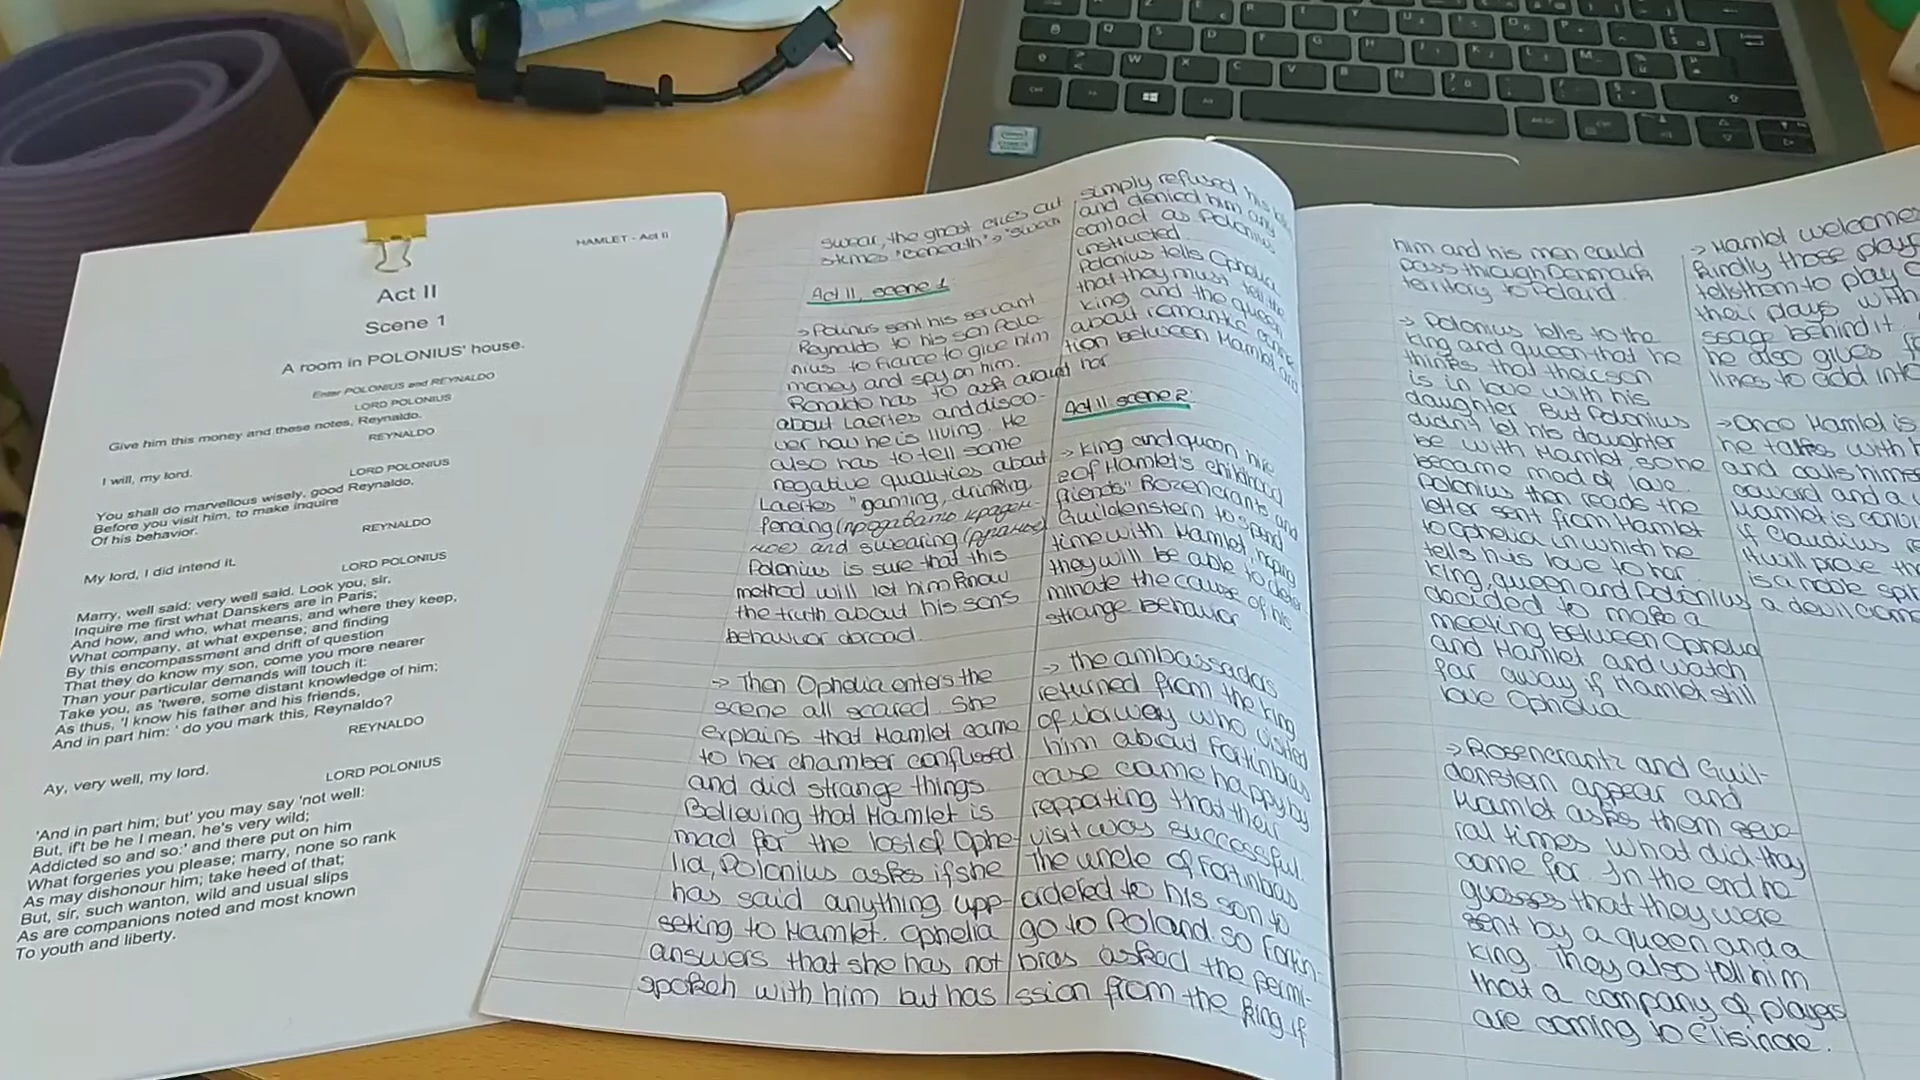 HAMLET - Act II
Act II
Scene 1
A room in POLONIUS' house.
Enter POLONIUS and REYNALDO
LORD POLONIUS
Give him this money and these notes, Reynaldo.
REYNALDO
I will, my lord.
LORD POLONIUS
You shall do marvellous wisely, good Reynaldo,
Before you visit him, to make inquire
Of his behavior.
REYNALDO
My lord, I did intend it.
LORD POLONIUS
Marry, well said; very well said. Look you, sir,
Inquire me first what Danskers are in Paris;
And how, and who, what means, and where they keep,
What company, at what expense; and finding
By this encompassment and drift of question
That they do know my son, come you more nearer
Than your particular demands will touch it:
Take you, as 'twere, some distant knowledge of him;
As thus, 'I know his father and his friends,
And in part him: ' do you mark this, Reynaldo?
REYNALDO
Ay, very well, my lord.
LORD POLONIUS
'And in part him; but' you may say 'not well:
But, if't be he I mean, he's very wild;
Addicted so and so:' and there put on him
What forgeries you please; marry, none so rank
As may dishonour him; take heed of that;
But, sir, such wanton, wild and usual slips
As are companions noted and most known
To youth and liberty.
swear, the ghost cries out
"beneath" → "swear
Act II, scene 1
→ Polinus sent his servant
Reynaldo to his son Polo-
nius to France to give him
money and spy on him.
Ronaldo has to ask around
about Laertes and disco-
ver how he is living. He
also has to tell some
negative qualities about
Laertes "gaming, drinking
fencing (продавать краден-
ное) and swearing
Polonius is sure that this
method will let him know
the truth about his son's
behavior abroad.
→ Then Ophelia enters the
scene all scared. She
explains that Hamlet came
to her chamber conflused
and did strange things
Believing that Hamlet is
mad for the lost of Ophe-
lia, Polonius asks if she
has said anything upp-
seting to Hamlet. Ophelia
answers that she has not
spoken with him but has
simply refused his
and denied him any
contact as Polonius
instructed
Polonius tells Ophelia
that they must tell the
king and the queen
about romantic conne
tion between Hamlet and
her
Act II scene 2
→ King and queen hire
2 of Hamlet's childhood
friends" Rozencrants and
Guildenstern to spend
time with Hamlet, hoping
they will be able to deter
minate the cause of his
strange behavior
→ the ambassadors
returned from the king
of Norway who visited
him about Fortinbras
case came happy by
reppoiting that their
visit was successful.
The uncle of Fortinbras
ordered to his son to
go to Poland. so Fortin-
bras asked the permi-
ssion from the king if
him and his men could
pass through Denmark
territory to Poland.
→ Polonius tells to the
king and queen that he
things that their son
is in love with his
daughter. But Polonius
didn't let his daughter
be with Hamlet, so he
became mad of love.
Polonius then reads the
letter sent from Hamlet
to Ophelia in which he
tells his love to her.
King, queen and Polonius
decided to make a
meeting between Ophelia
and Hamlet and watch
far away if Hamlet still
love Ophelia
→ Rosencrantz and Guil-
denstern appear and
Hamlet asks them seve-
ral times what did they
come for. In the end he
guesses that they were
sent by a queen and a
king. They also tell him
that a company of players
are coming to Elsinore.
→ Hamlet welcomes
kindly those play
tells them to play
their plays with
ssage behind it.
he also gives
lines to add into
→ Once Hamlet is
he talks with
and calls himse
coward and a
Hamlet is convi
if Claudius
it will prove
is a noble spi
a devil